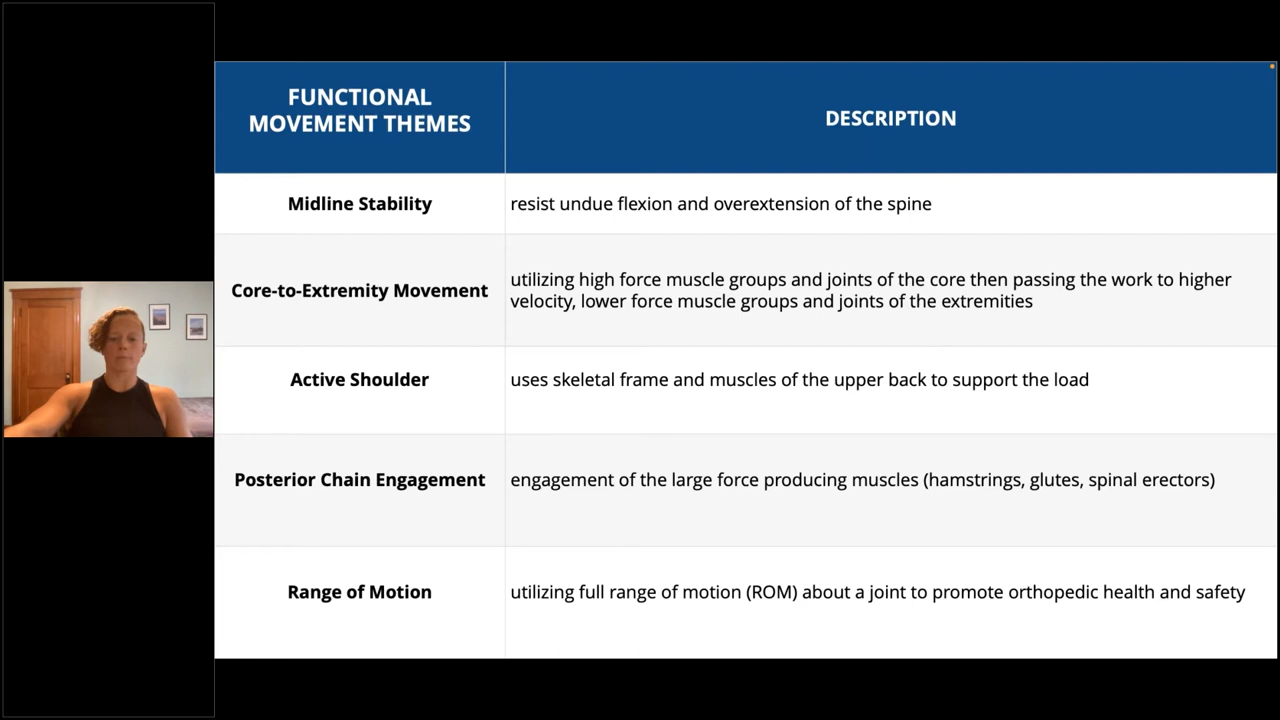 FUNCTIONAL
MOVEMENT THEMES
DESCRIPTION
Midline Stability
resist undue flexion and overextension of the spine
Core-to-Extremity Movement
utilizing high force muscle groups and joints of the core then passing the work to higher
velocity, lower force muscle groups and joints of the extremities
Active Shoulder
uses skeletal frame and muscles of the upper back to support the load
Posterior Chain Engagement
engagement of the large force producing muscles (hamstrings, glutes, spinal erectors)
Range of Motion
utilizing full range of motion (ROM) about a joint to promote orthopedic health and safety